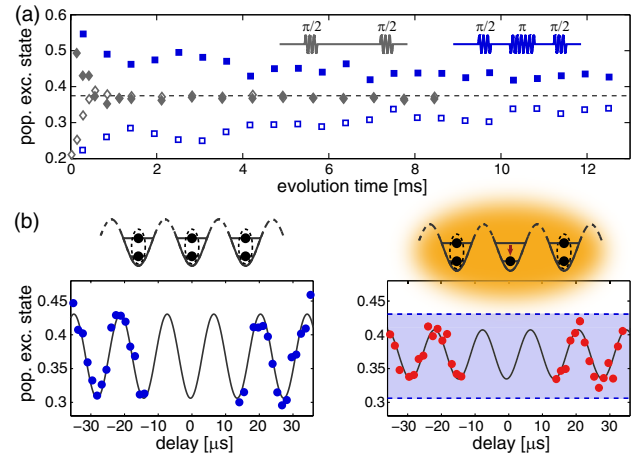 (a)
π/2 π/2 π/2 π π/2
pop. exc. state
0.6
0.5
0.4
0.3
0.2
0 2 4 6 8 10 12
evolution time [ms]
(b)
pop. exc. state
0.45
0.4
0.35
0.3
−30 −20 −10 0 10 20 30
delay [μs]
pop. exc. state
0.45
0.4
0.35
0.3
−30 −20 −10 0 10 20 30
delay [μs]